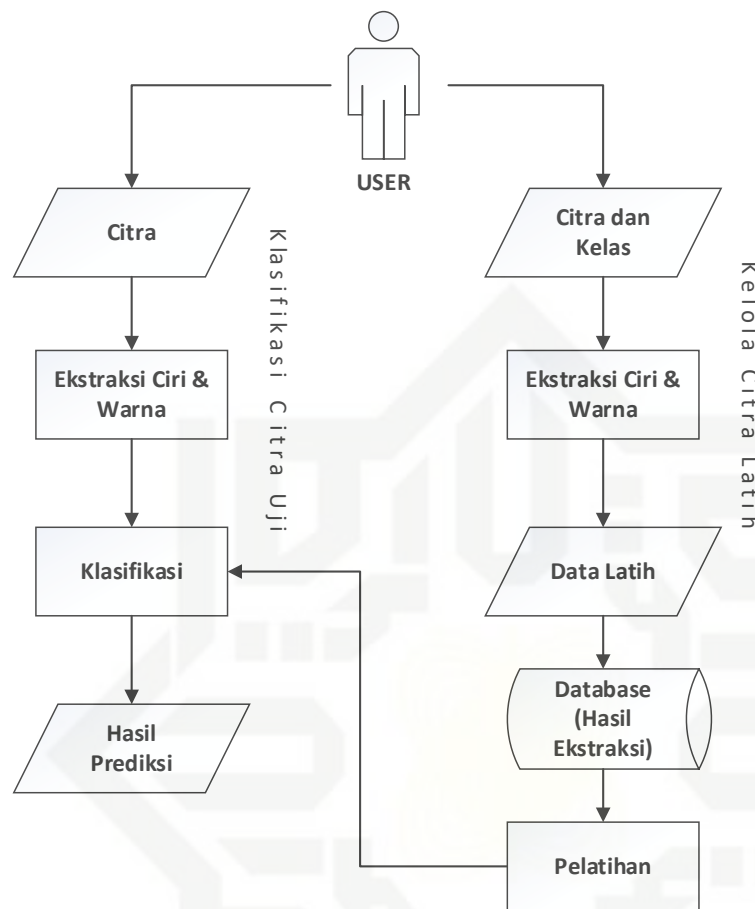 USER
Citra
Ekstraksi Ciri &
Warna
Klasifikasi
Hasil
Prediksi
Klasifikasi Citra Uji
Citra dan
Kelas
Ekstraksi Ciri &
Warna
Data Latih
Database
(Hasil
Ekstraksi)
Pelatihan
Kelola Citra Latih